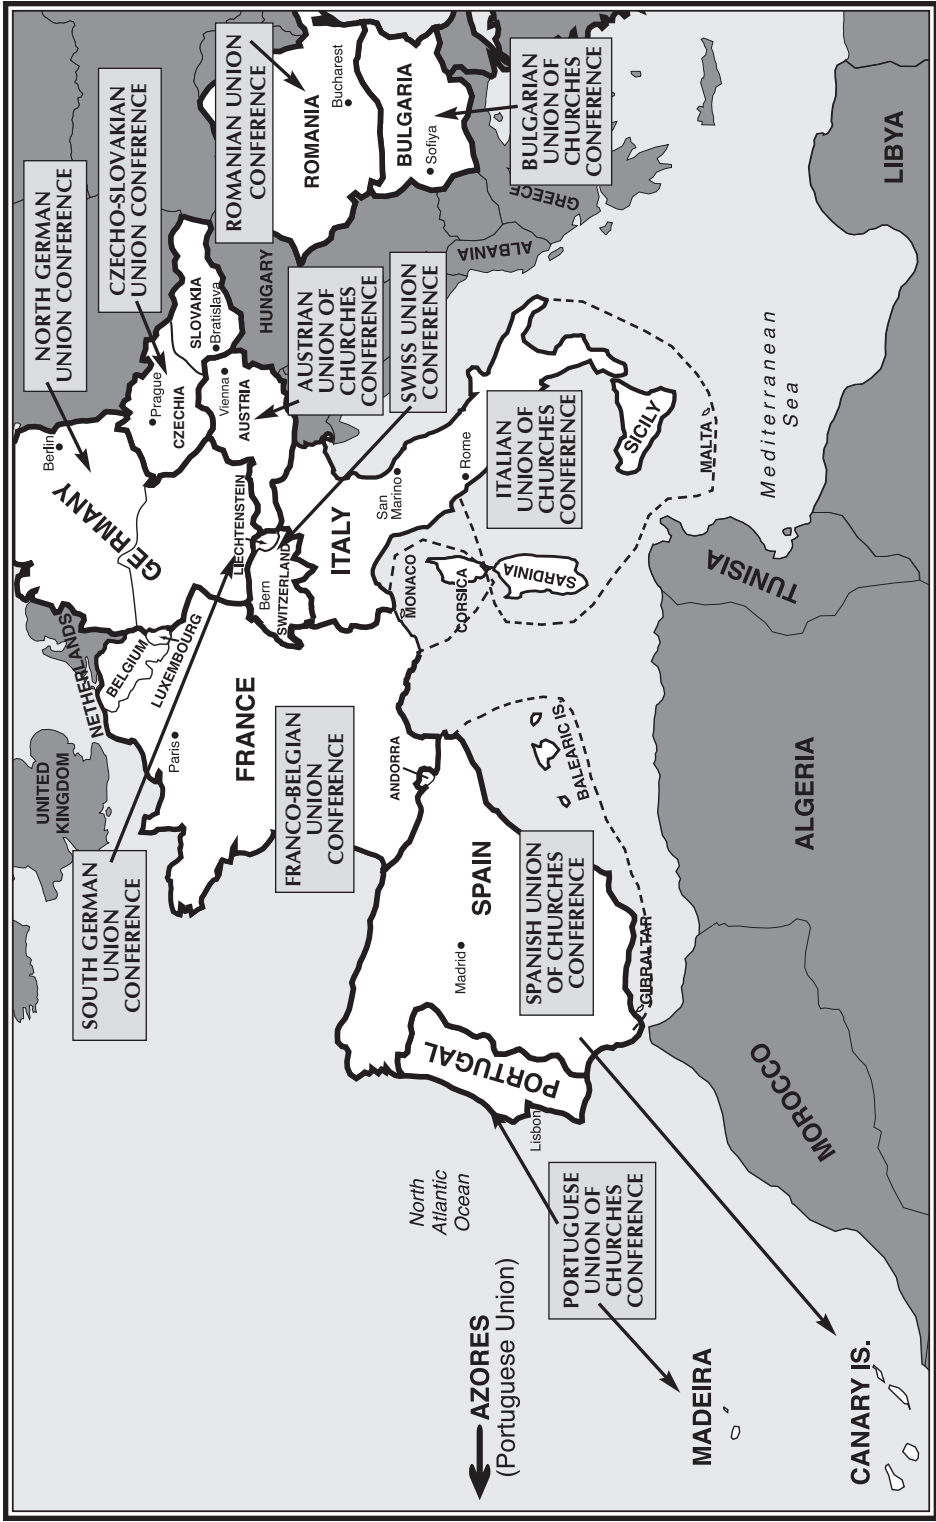 NORTH GERMAN
UNION CONFERENCE
CZECHO-SLOVAKIAN
UNION CONFERENCE
ROMANIAN UNION
CONFERENCE
BULGARIAN
UNION OF
CHURCHES
CONFERENCE
AUSTRIAN
UNION OF
CHURCHES
CONFERENCE
SWISS UNION
CONFERENCE
ITALIAN
UNION OF
CHURCHES
CONFERENCE
SOUTH GERMAN
UNION
CONFERENCE
FRANCO-BELGIAN
UNION
CONFERENCE
SPANISH UNION
OF CHURCHES
CONFERENCE
PORTUGUESE
UNION OF
CHURCHES
CONFERENCE
UNITED
KINGDOM
NETHERLANDS
BELGIUM
LUXEMBOURG
GERMANY
Berlin
Prague
CZECHIA
SLOVAKIA
Bratislava
Vienna
AUSTRIA
HUNGARY
ROMANIA
Bucharest
BULGARIA
Sofiya
GREECE
ALBANIA
LIECHTENSTEIN
Bern
SWITZERLAND
ITALY
San
Marino
Rome
MONACO
CORSICA
SARDINIA
SICILY
MALTA
Paris
FRANCE
ANDORRA
SPAIN
Madrid
BALEARIC IS.
GIBRALTAR
PORTUGAL
Lisbon
North
Atlantic
Ocean
AZORES
(Portuguese Union)
MADEIRA
CANARY IS.
MOROCCO
ALGERIA
TUNISIA
LIBYA
Mediterranean
Sea